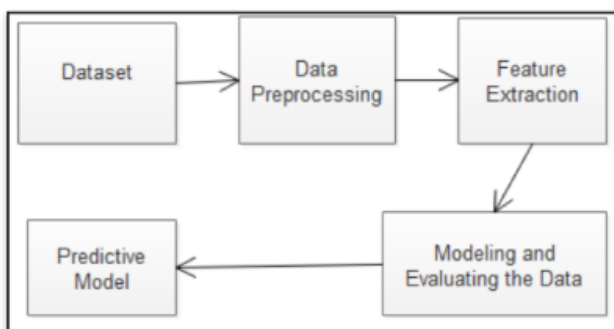 Dataset
Data
Preprocessing
Feature
Extraction
Modeling and
Evaluating the Data
Predictive
Model